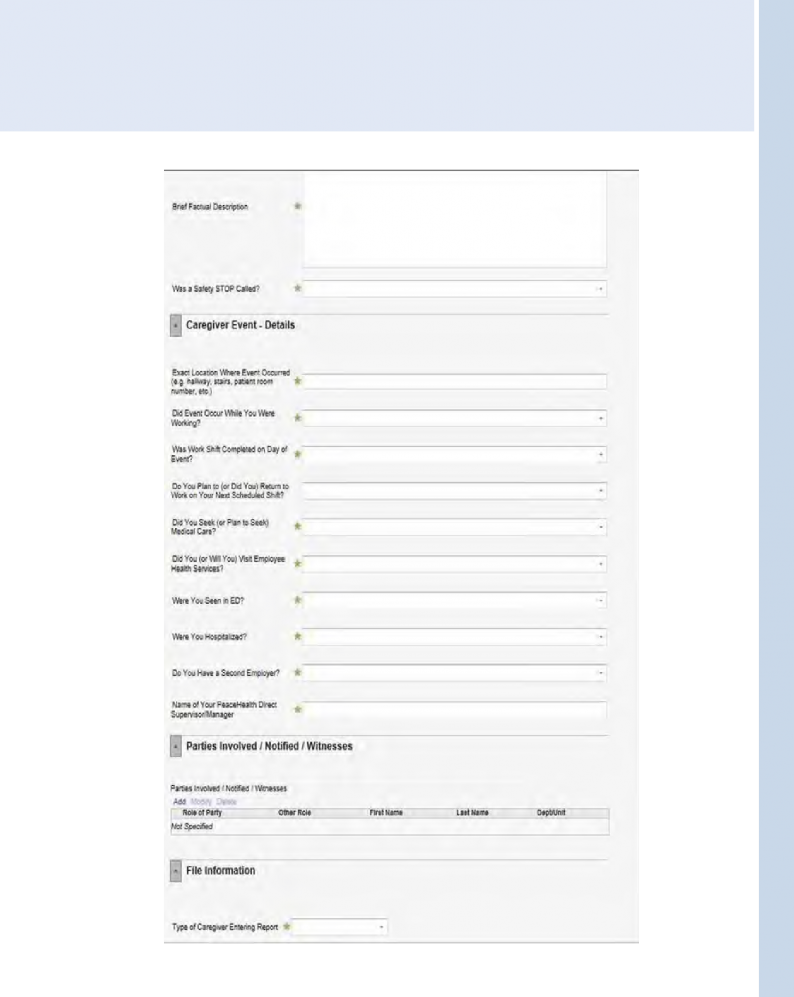 Brief Factual Description
Was a Safety STOP Called?
Caregiver Event - Details
Exact Location Where Event Occurred
(e.g. hallway, stairs, patient room
number, etc.)
Did Event Occur While You Were
Working?
Was Work Shift Completed on Day of
Event?
Do You Plan to (or Did You) Return to
Work on Your Next Scheduled Shift?
Did You Seek (or Plan to Seek)
Medical Care?
Did You (or Will You) Visit Employee
Health Services?
Were You Seen in ED?
Were You Hospitalized?
Do You Have a Second Employer?
Name of Your PeaceHealth Direct
Supervisor/Manager
Parties Involved / Notified / Witnesses
Parties Involved / Notified / Witnesses
Add Modify Delete
Role of Party Other Role First Name Last Name Dept/Unit
Not Specified
File Information
Type of Caregiver Entering Report